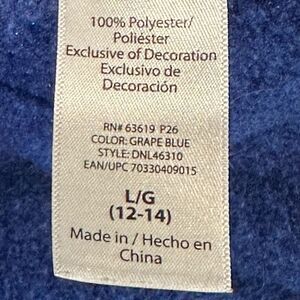 100% Polyester/
Poliéster
Exclusive of Decoration
Exclusivo de
Decoración
RN# 63619 P26
COLOR: GRAPE BLUE
STYLE: DNL46310
EAN/UPC 70330409015
L/G
(12-14)
Made in / Hecho en
China